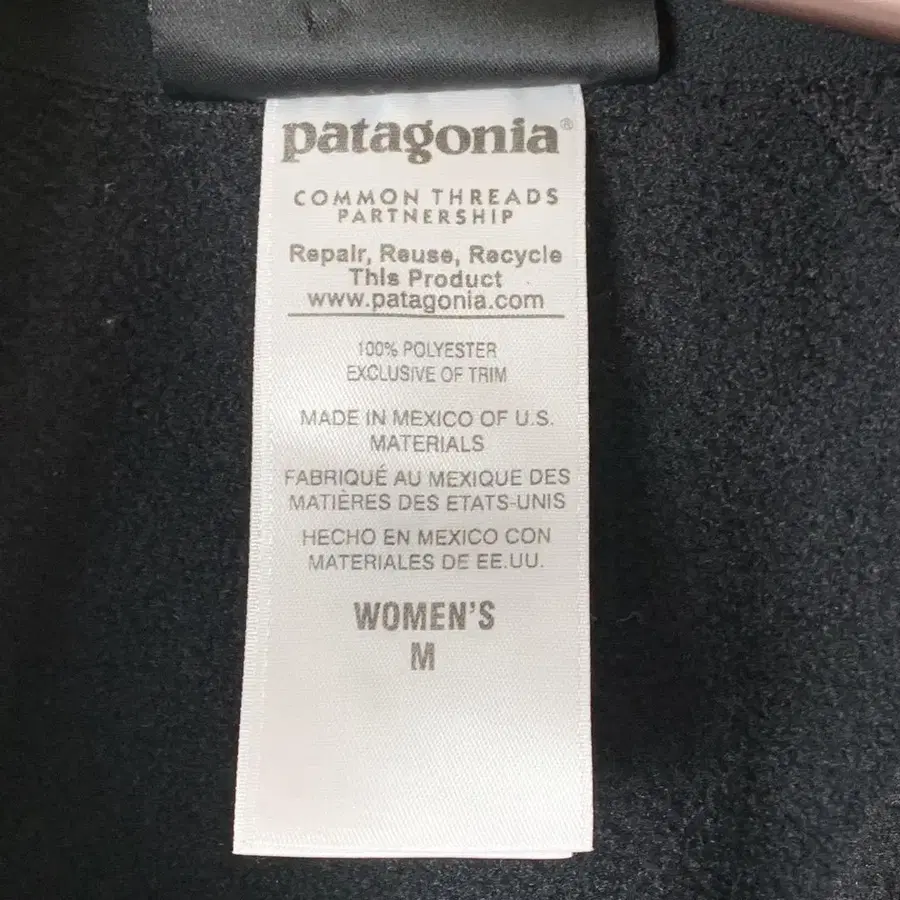 patagonia®
COMMON THREADS
PARTNERSHIP
Repair, Reuse, Recycle
This Product
www.patagonia.com
100% POLYESTER
EXCLUSIVE OF TRIM
MADE IN MEXICO OF U.S.
MATERIALS
FABRIQUÉ AU MEXIQUE DES
MATIÈRES DES ETATS-UNIS
HECHO EN MEXICO CON
MATERIALES DE EE.UU.
WOMEN'S
M